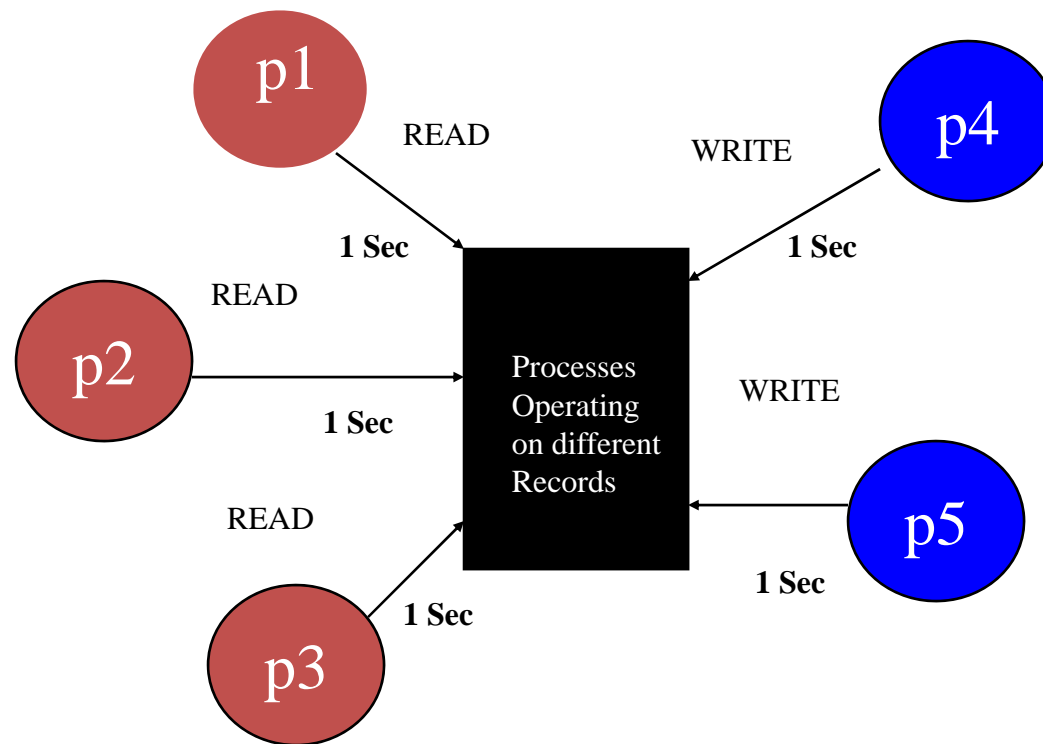 p1
READ
1 Sec
p4
WRITE
1 Sec
p2
READ
1 Sec
Processes
Operating
on different
Records
WRITE
p5
1 Sec
READ
1 Sec
p3